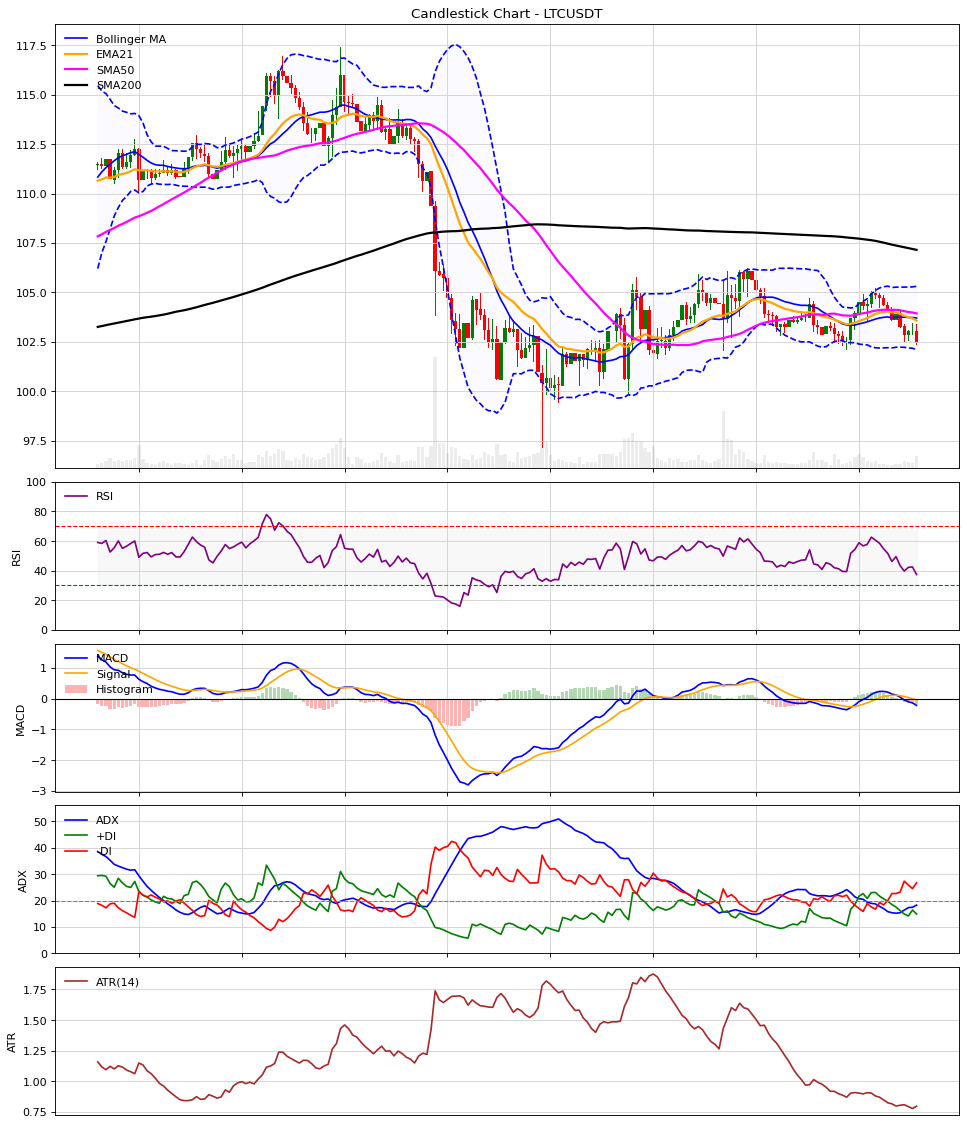 Candlestick Chart - LTCUSDT
Bollinger MA
EMA21
SMA50
SMA200
117.5
115.0
112.5
110.0
107.5
105.0
102.5
100.0
97.5
RSI
RSI
100
80
60
40
20
0
MACD
Signal
Histogram
MACD
1
0
−1
−2
−3
ADX
+DI
-DI
ADX
50
40
30
20
10
0
ATR(14)
ATR
1.75
1.50
1.25
1.00
0.75